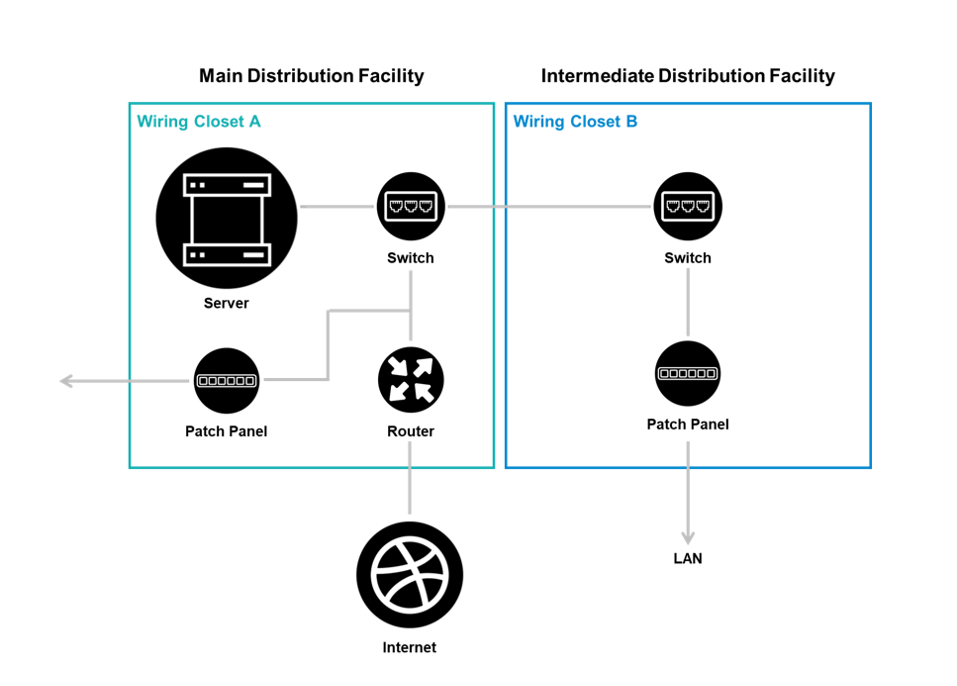 Main Distribution Facility
Intermediate Distribution Facility
Wiring Closet A
Wiring Closet B
Switch
Switch
Server
Patch Panel
Router
Patch Panel
LAN
Internet